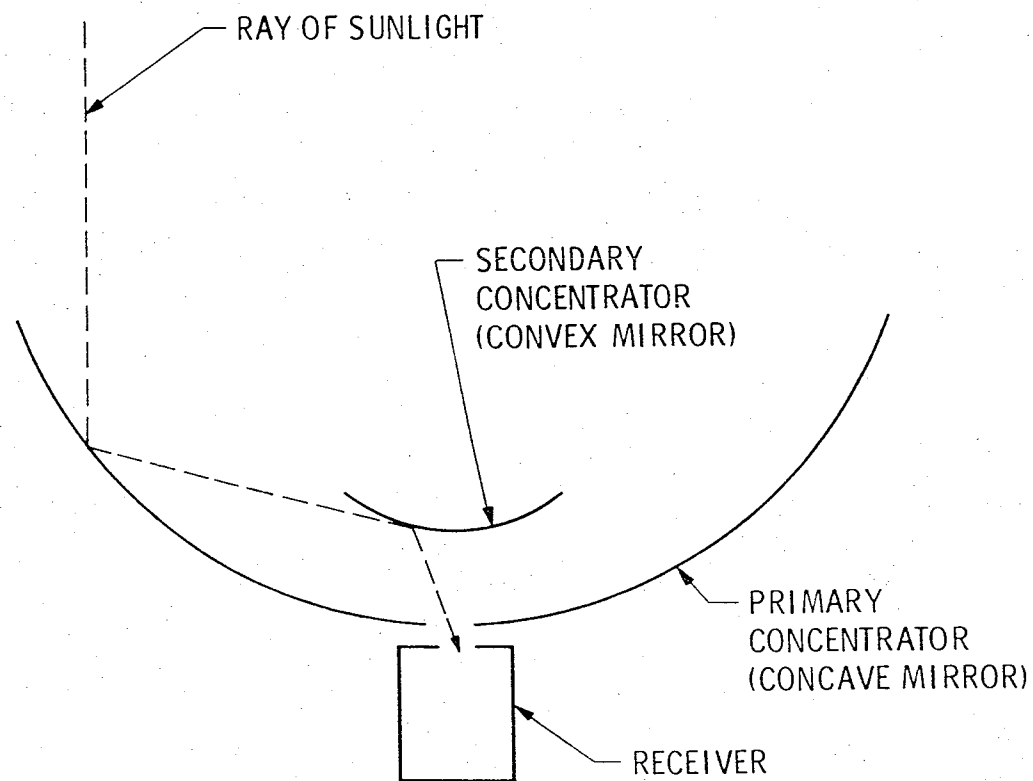 RAY OF SUNLIGHT
SECONDARY
CONCENTRATOR
(CONVEX MIRROR)
PRIMARY
CONCENTRATOR
(CONCAVE MIRROR)
RECEIVER